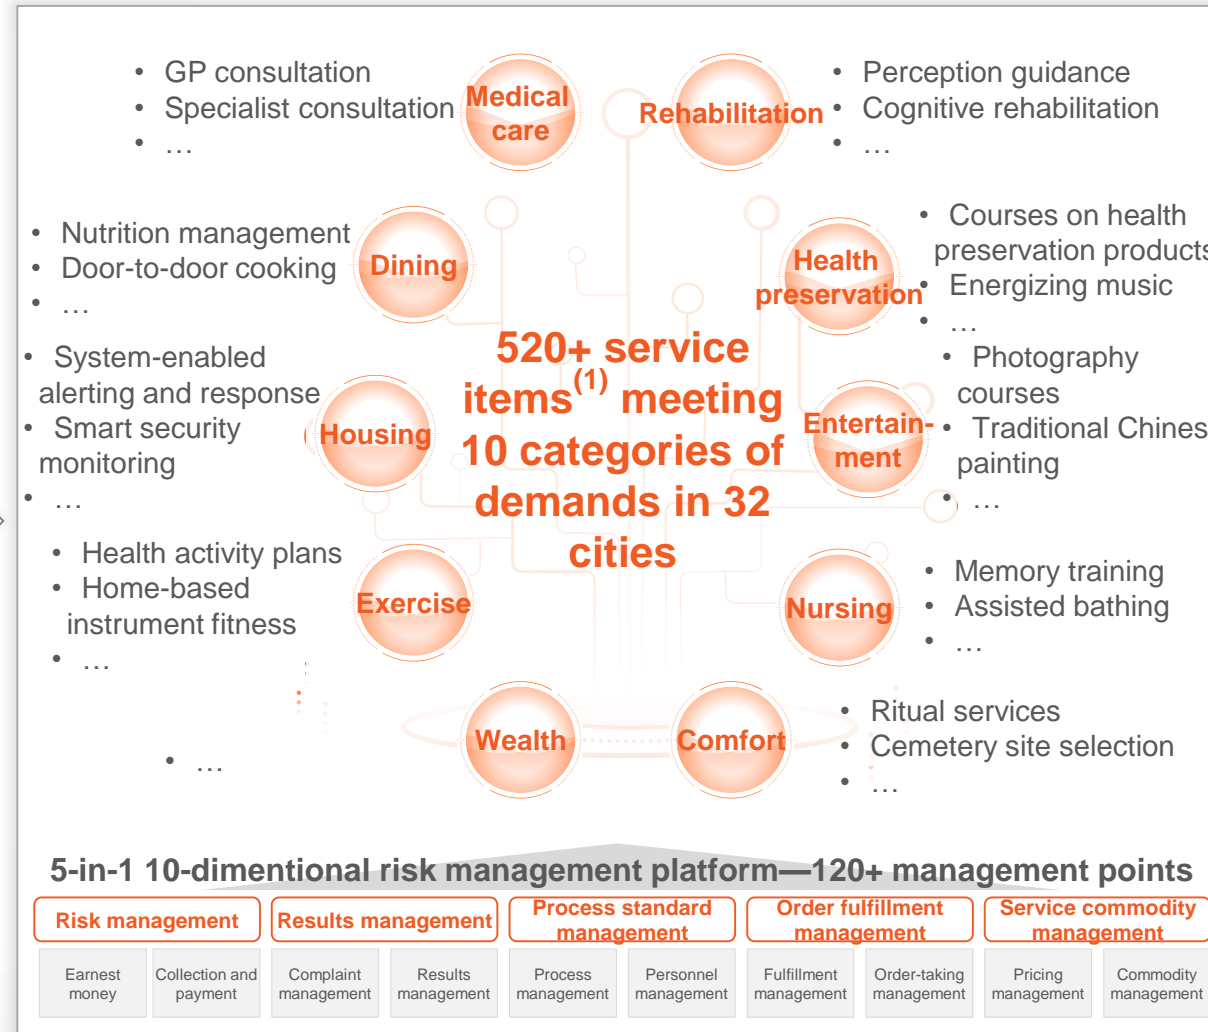 • GP consultation
• Specialist consultation
• …
Medical
care
Rehabilitation
• Perception guidance
• Cognitive rehabilitation
• …
• Nutrition management
• Door-to-door cooking
• …
Dining
Health
preservation
• Courses on health
preservation products
• Energizing music
• …
• System-enabled
alerting and response
• Smart security
monitoring
• …
Housing
520+ service
items(1) meeting
10 categories of
demands in 32
cities
Entertain-
ment
• Photography
courses
• Traditional Chines
painting
• …
• Health activity plans
• Home-based
instrument fitness
• …
Exercise
Nursing
• Memory training
• Assisted bathing
• …
• …
Wealth
Comfort
• Ritual services
• Cemetery site selection
• …
5-in-1 10-dimentional risk management platform—120+ management points
Risk management
Results management
Process standard
management
Order fulfillment
management
Service commodity
management
Earnest
money
Collection and
payment
Complaint
management
Results
management
Process
management
Personnel
management
Fulfillment
management
Order-taking
management
Pricing
management
Commodity
management